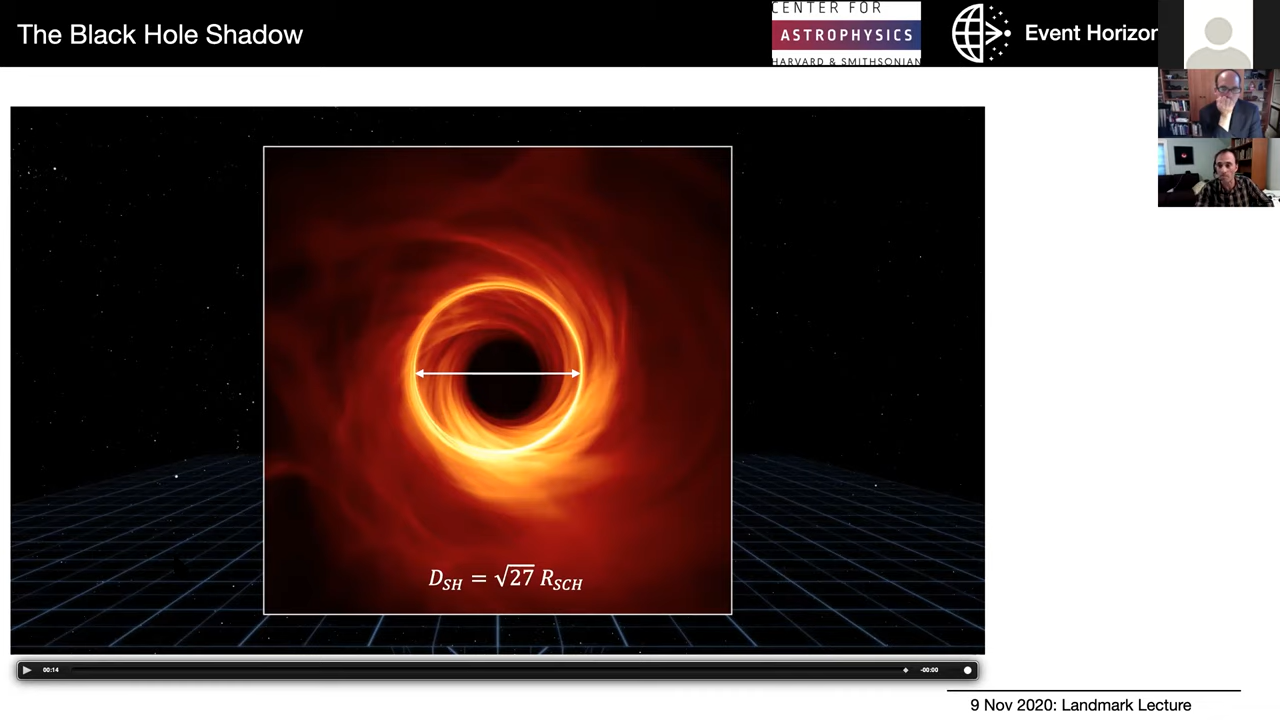 The Black Hole Shadow
CENTER FOR
ASTROPHYSICS
HARVARD & SMITHSONIAN
Event Horizon
D_SH = √27 R_SCH
00:14
-00:00
9 Nov 2020: Landmark Lecture